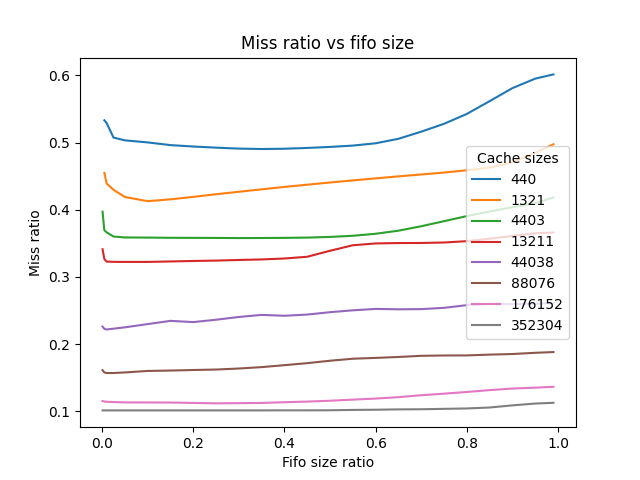 Miss ratio vs fifo size
Miss ratio
0.6
0.5
0.4
0.3
0.2
0.1
Cache sizes
440
1321
4403
13211
44038
88076
176152
352304
0.0 0.2 0.4 0.6 0.8 1.0
Fifo size ratio